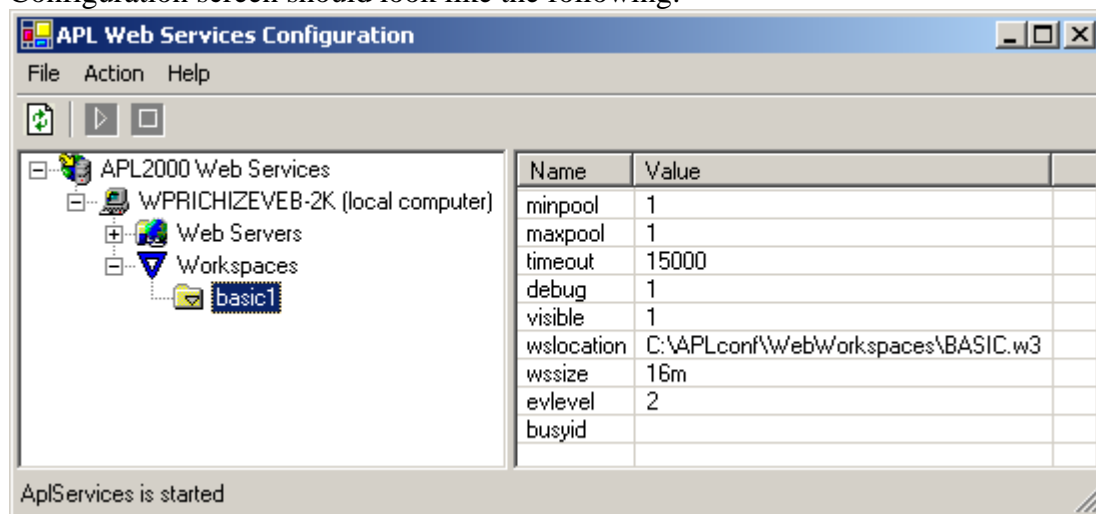 Configuration screen should look like the following:
APL Web Services Configuration
File Action Help
APL2000 Web Services
WPRICHIZEVEB-2K (local computer)
Web Servers
Workspaces
basic1
Name Value
minpool 1
maxpool 1
timeout 15000
debug 1
visible 1
wslocation C:\APLconf\WebWorkspaces\BASIC.w3
wssize 16m
evlevel 2
busyid
AplServices is started